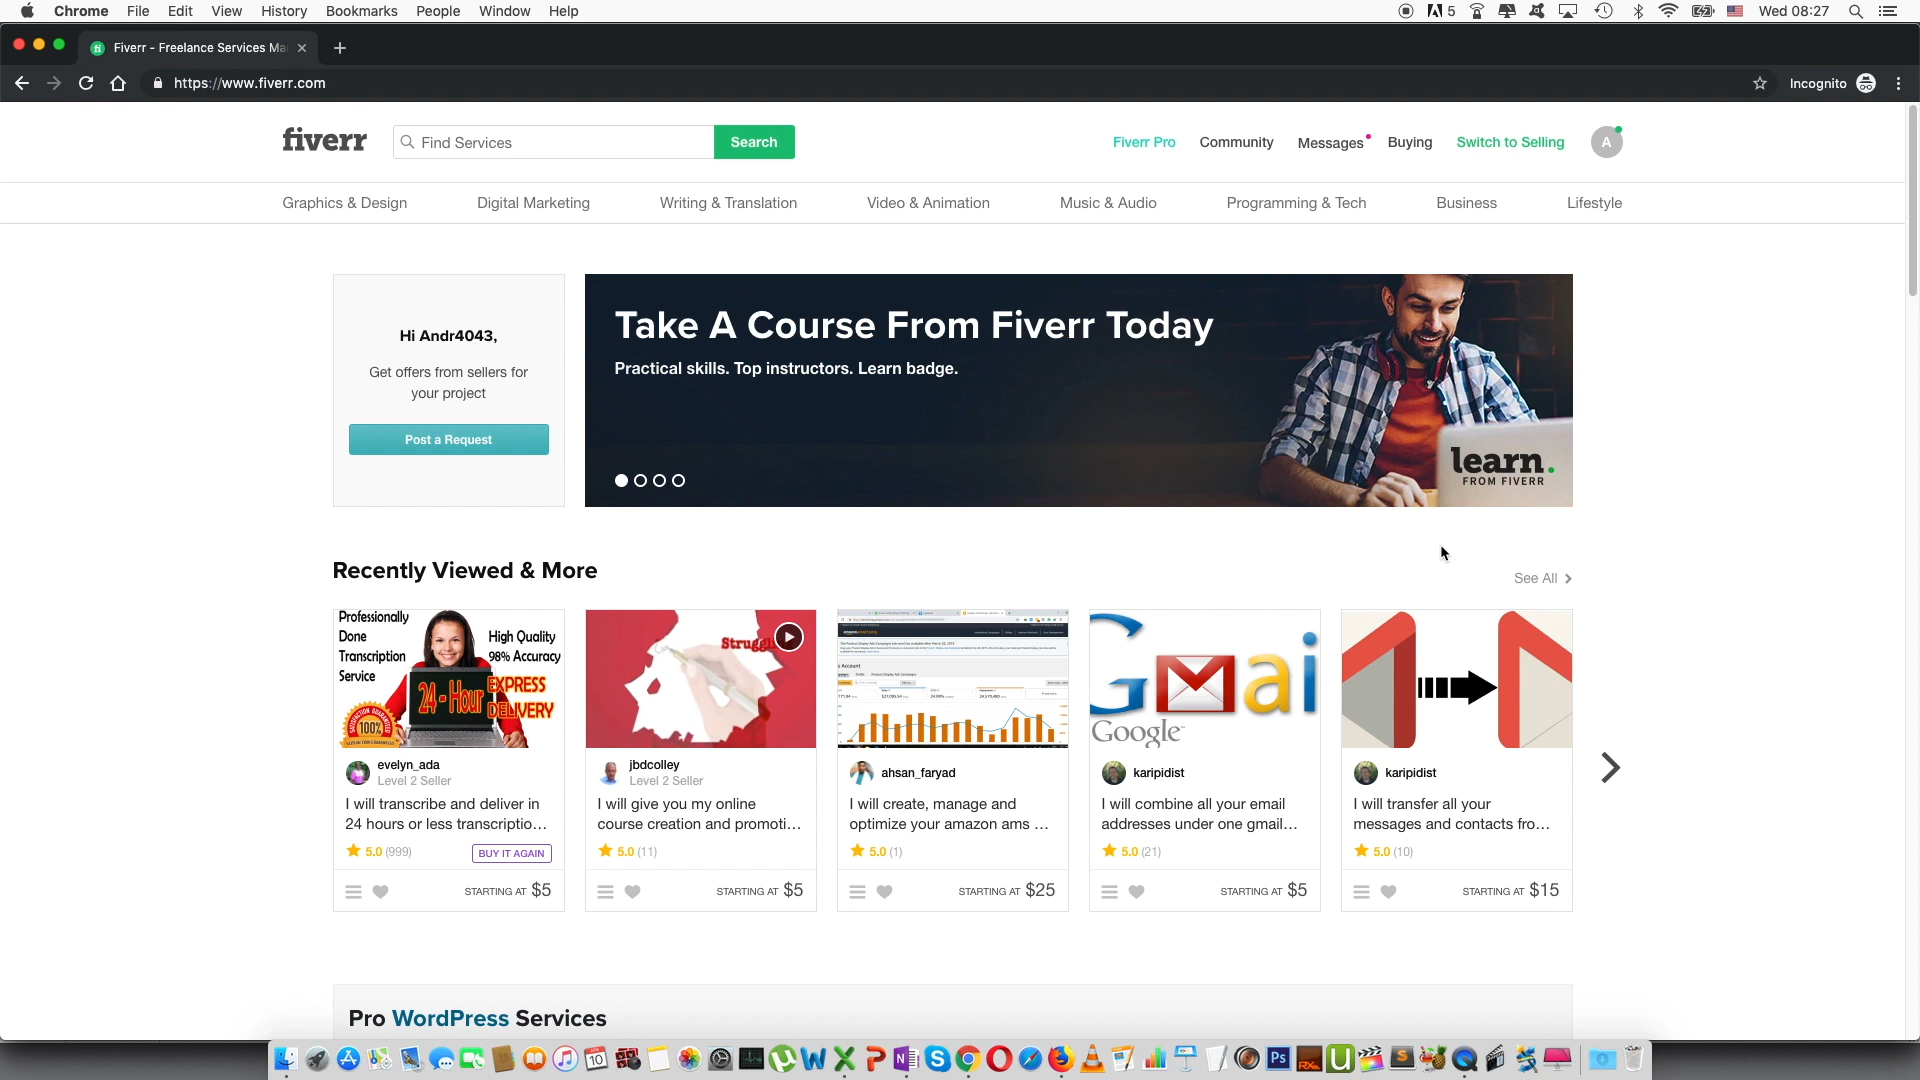 Chrome File Edit View History Bookmarks People Window Help
5 Wed 08:27
Fiverr - Freelance Services Ma
https://www.fiverr.com
Incognito
fiverr
Find Services
Search
Fiverr Pro Community Messages Buying Switch to Selling A
Graphics & Design Digital Marketing Writing & Translation Video & Animation Music & Audio Programming & Tech Business Lifestyle
Hi Andr4043,
Get offers from sellers for
your project
Post a Request
Take A Course From Fiverr Today
Practical skills. Top instructors. Learn badge.
learn.
FROM FIVERR
Recently Viewed & More
See All
Professionally
Done
Transcription
Service
High Quality
98% Accuracy
24-Hour
EXPRESS
DELIVERY
100%
evelyn_ada
Level 2 Seller
I will transcribe and deliver in
24 hours or less transcriptio...
5.0 (999)
BUY IT AGAIN
STARTING AT $5
Struggli
jbdcolley
Level 2 Seller
I will give you my online
course creation and promoti...
5.0 (11)
STARTING AT $5
ahsan_faryad
I will create, manage and
optimize your amazon ams ...
5.0 (1)
STARTING AT $25
Gmai
Google
karipidist
I will combine all your email
addresses under one gmail...
5.0 (21)
STARTING AT $5
karipidist
I will transfer all your
messages and contacts fro...
5.0 (10)
STARTING AT $15
Pro WordPress Services